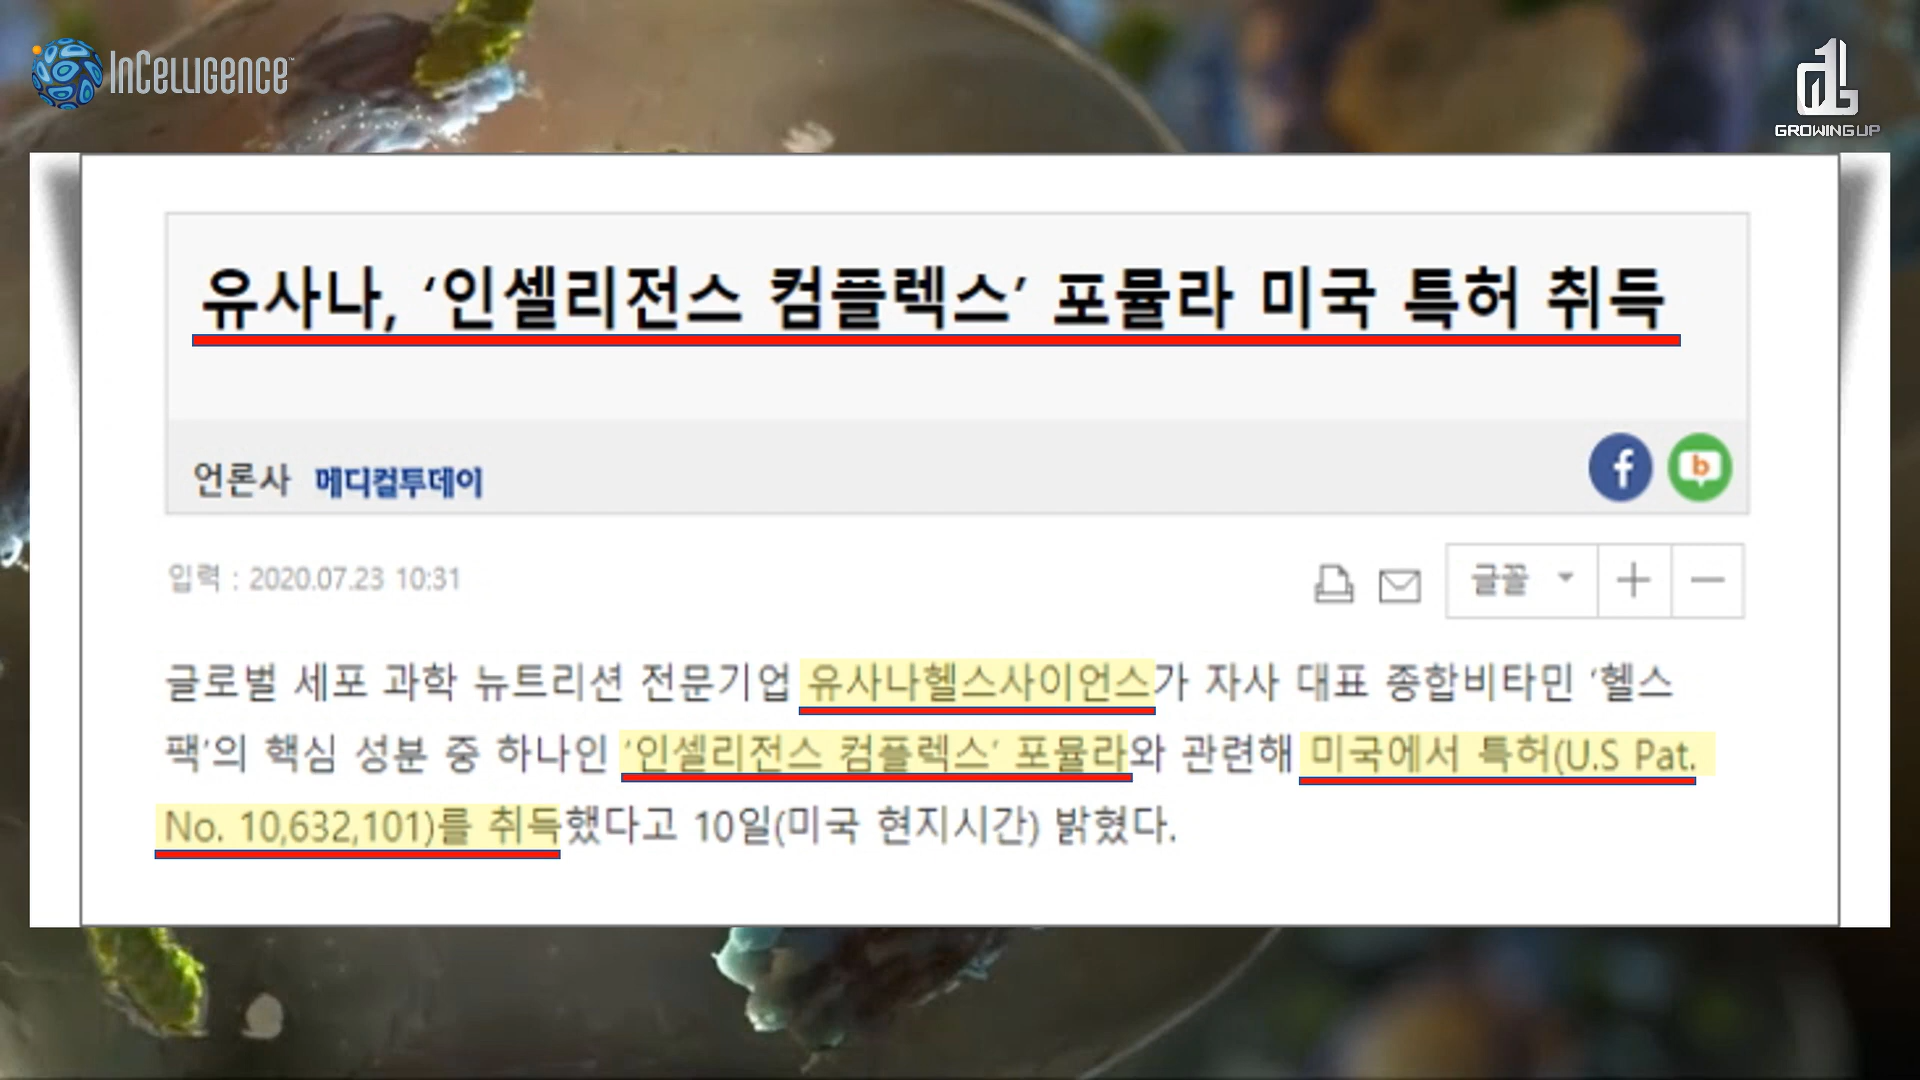 InCelligence™
GROWINGUP
유사나, ‘인셀리전스 컴플렉스’ 포뮬라 미국 특허 취득
언론사 메디컬투데이
입력 : 2020.07.23 10:31
글꼴
글로벌 세포 과학 뉴트리션 전문기업 유사나헬스사이언스가 자사 대표 종합비타민 ‘헬스
팩’의 핵심 성분 중 하나인 ‘인셀리전스 컴플렉스’ 포뮬라와 관련해 미국에서 특허(U.S Pat.
No. 10,632,101)를 취득했다고 10일(미국 현지시간) 밝혔다.